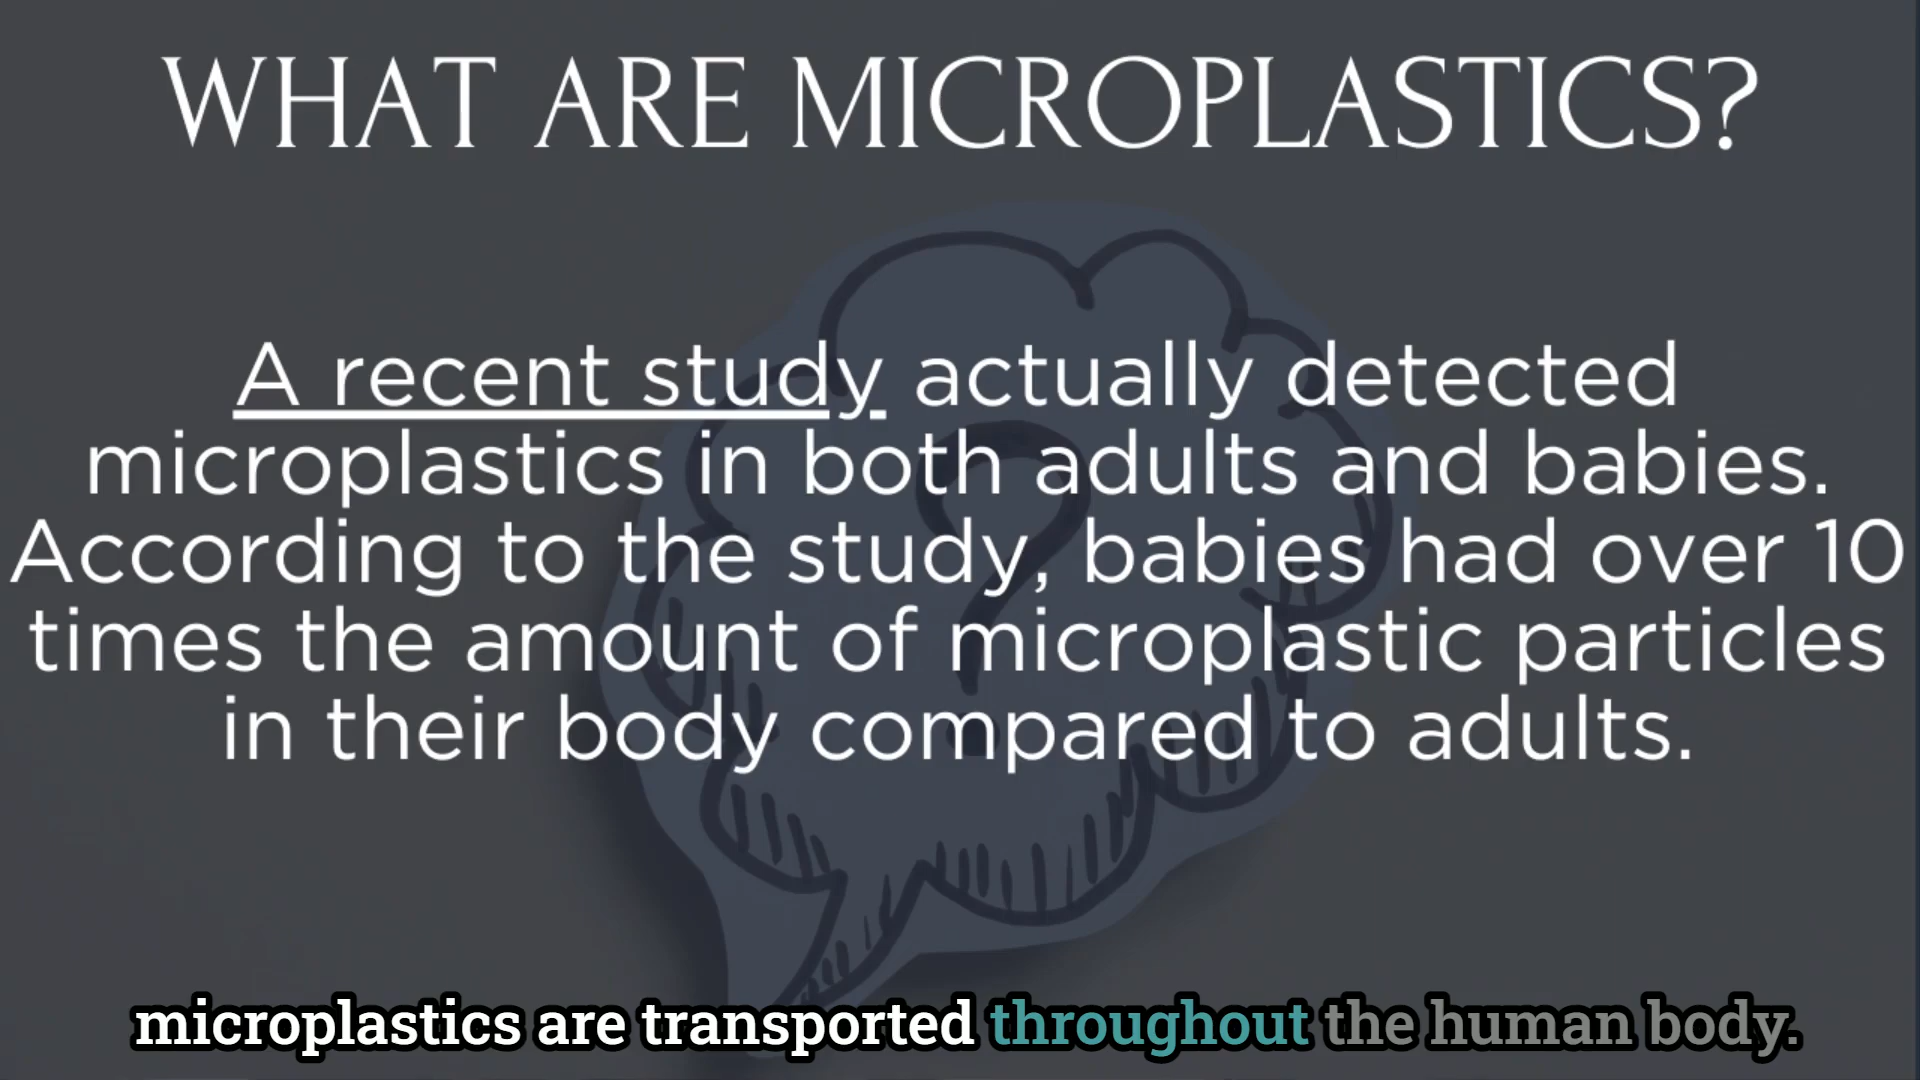 WHAT ARE MICROPLASTICS?
A recent study actually detected
microplastics in both adults and babies.
According to the study, babies had over 10
times the amount of microplastic particles
in their body compared to adults.
microplastics are transported throughout the human body.